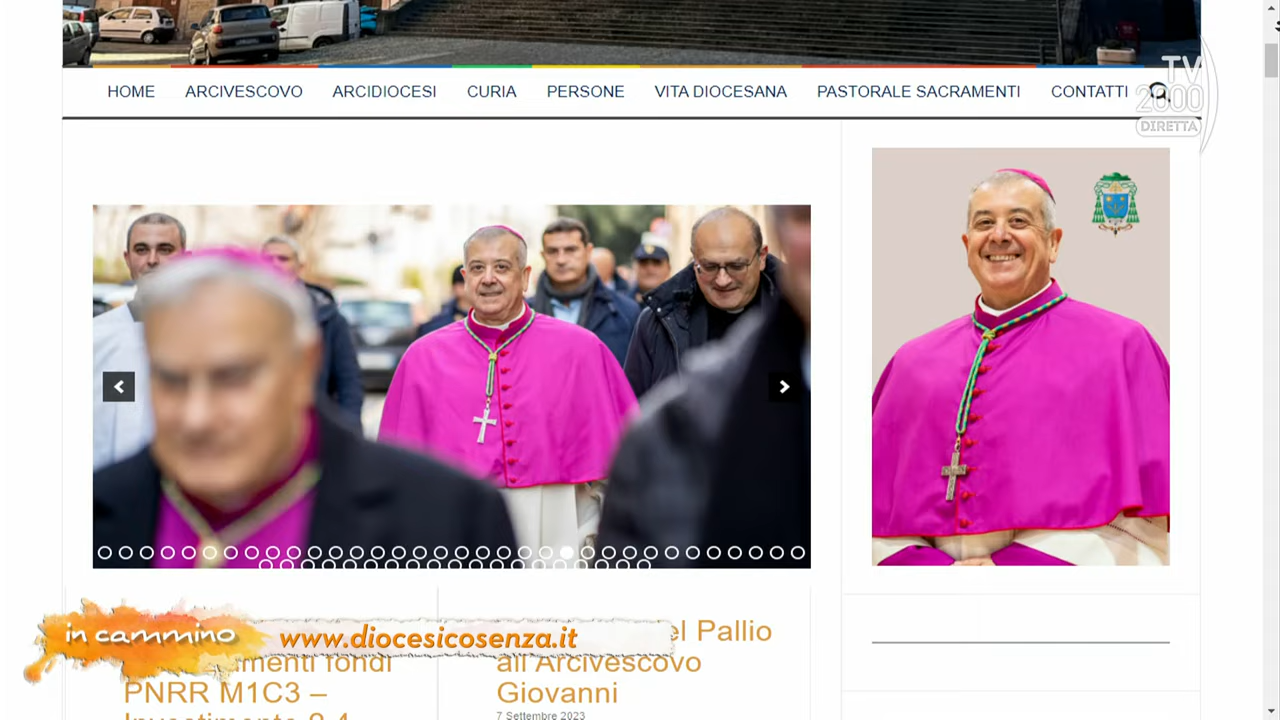 HOME ARCIVESCOVO ARCIDIOCESI CURIA PERSONE VITA DIOCESANA PASTORALE SACRAMENTI CONTATTI
TV
2000
DIRETTA
in cammino
www.diocesicosenza.it
fondi
PNRR M1C3 –
el Pallio
all'Arcivescovo
Giovanni
7 Settembre 2023